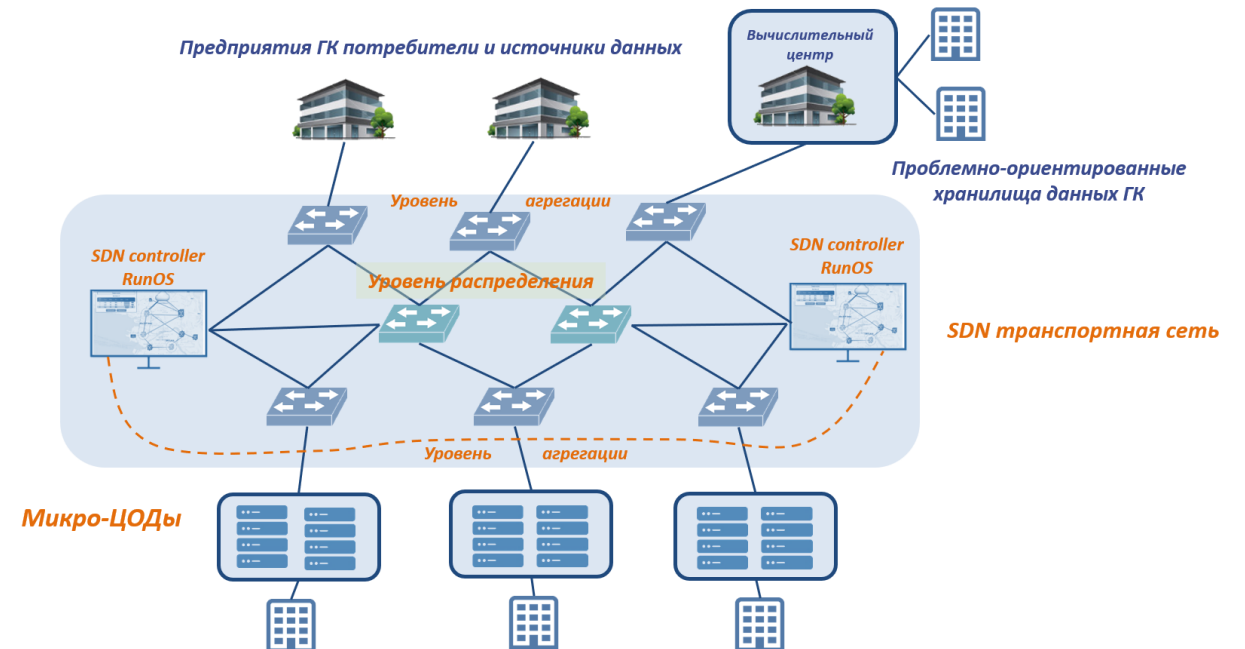 Предприятия ГК потребители и источники данных
Вычислительный
центр
Проблемно-ориентированные
хранилища данных ГК
Уровень агрегации
SDN controller
RunOS
SDN controller
RunOS
Уровень распределения
SDN транспортная сеть
Уровень агрегации
Микро-ЦОДы